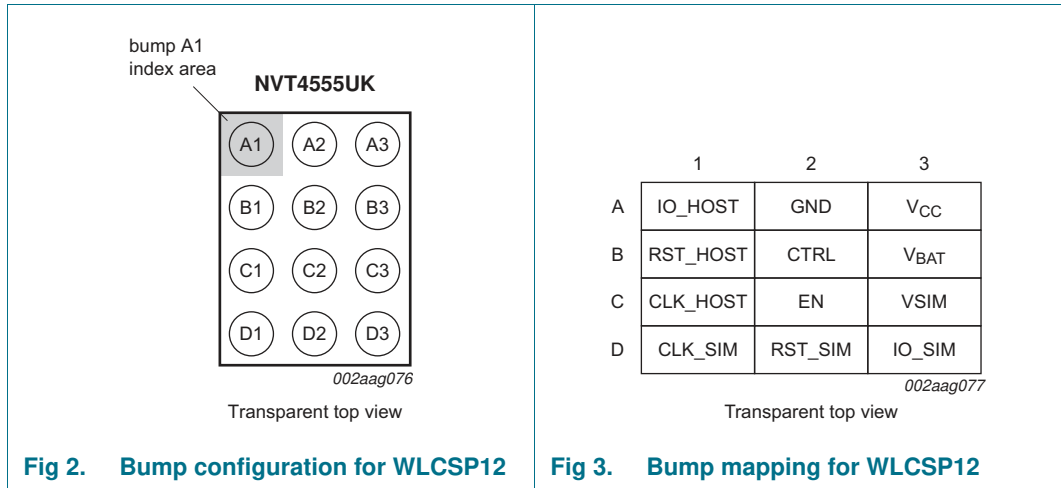 bump A1
index area
NVT4555UK
A1 A2 A3
B1 B2 B3
C1 C2 C3
D1 D2 D3
002aag076
Transparent top view
Fig 2. Bump configuration for WLCSP12
1 2 3
A IO_HOST GND VCC
B RST_HOST CTRL VBAT
C CLK_HOST EN VSIM
D CLK_SIM RST_SIM IO_SIM
002aag077
Transparent top view
Fig 3. Bump mapping for WLCSP12